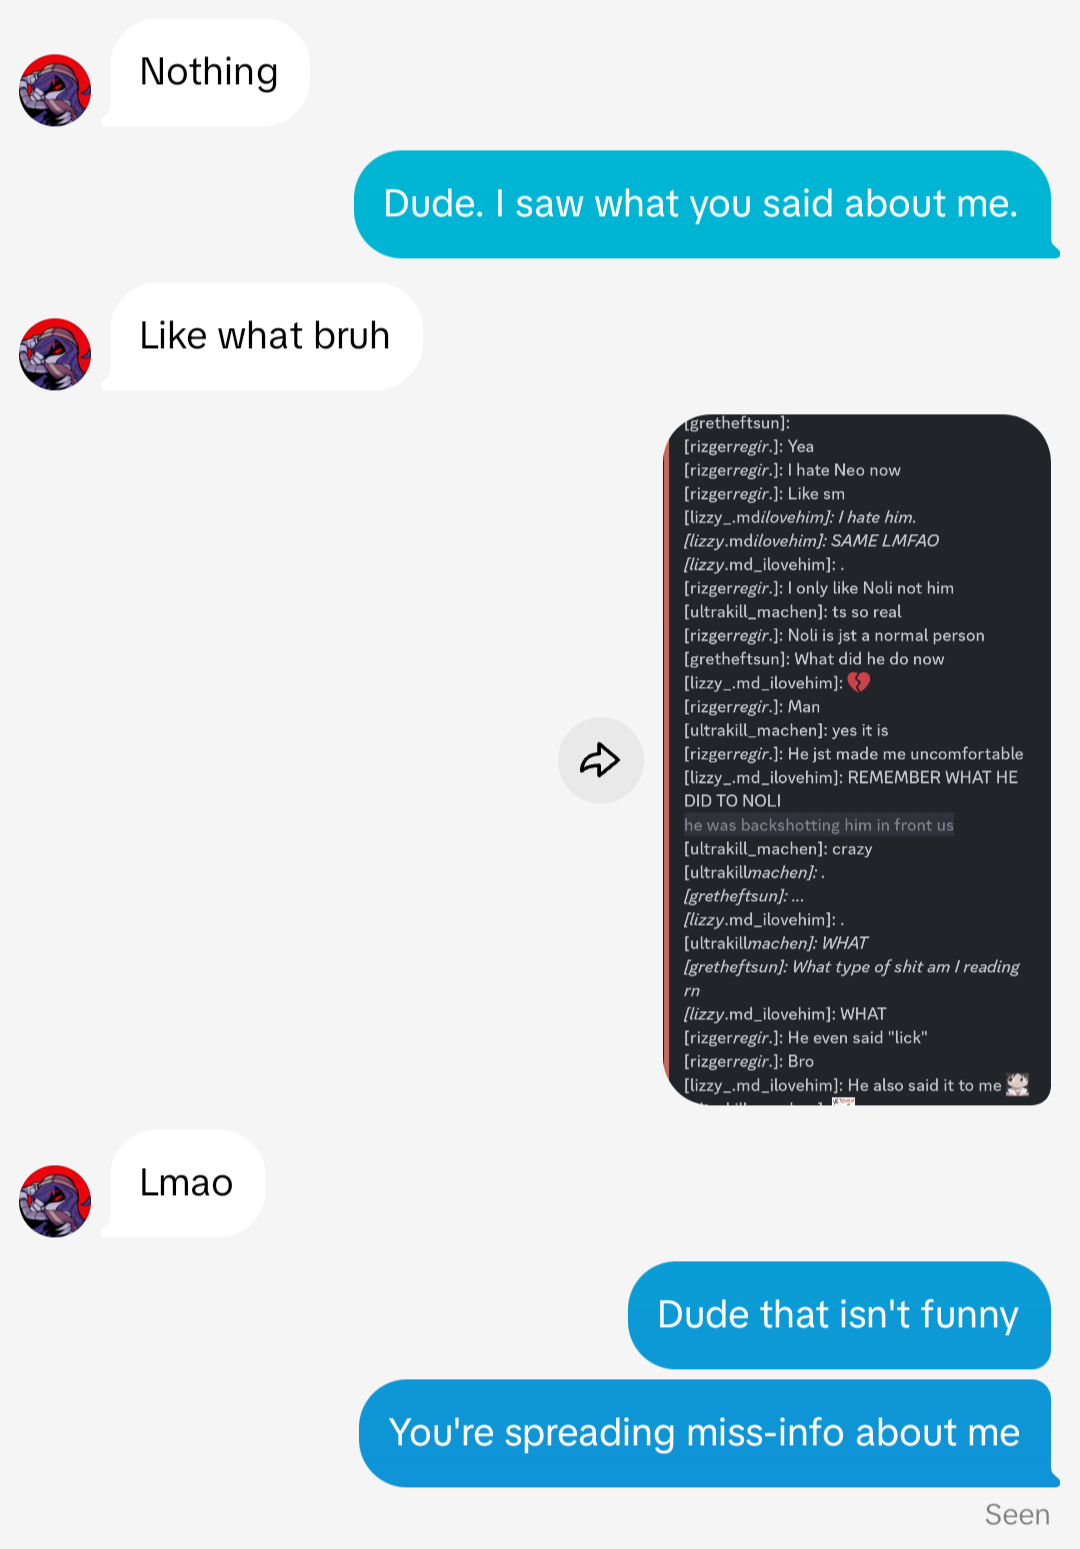 Nothing
Dude. I saw what you said about me.
Like what bruh
[gretheftsun]:
[rizgerregir.]: Yea
[rizgerregir.]: I hate Neo now
[rizgerregir.]: Like sm
[lizzy_.mdilovehim]: I hate him.
[lizzy.mdilovehim]: SAME LMFAO
[lizzy.md_ilovehim]: .
[rizgerregir.]: I only like Noli not him
[ultrakill_machen]: ts so real
[rizgerregir.]: Noli is jst a normal person
[gretheftsun]: What did he do now
[lizzy_.md_ilovehim]: 💔
[rizgerregir.]: Man
[ultrakill_machen]: yes it is
[rizgerregir.]: He jst made me uncomfortable
[lizzy_.md_ilovehim]: REMEMBER WHAT HE
DID TO NOLI
he was backshotting him in front us
[ultrakill_machen]: crazy
[ultrakillmachen]: .
[gretheftsun]: ...
[lizzy.md_ilovehim]: .
[ultrakillmachen]: WHAT
[gretheftsun]: What type of shit am I reading
rn
[lizzy.md_ilovehim]: WHAT
[rizgerregir.]: He even said "lick"
[rizgerregir.]: Bro
[lizzy_.md_ilovehim]: He also said it to me
Lmao
Dude that isn't funny
You're spreading miss-info about me
Seen